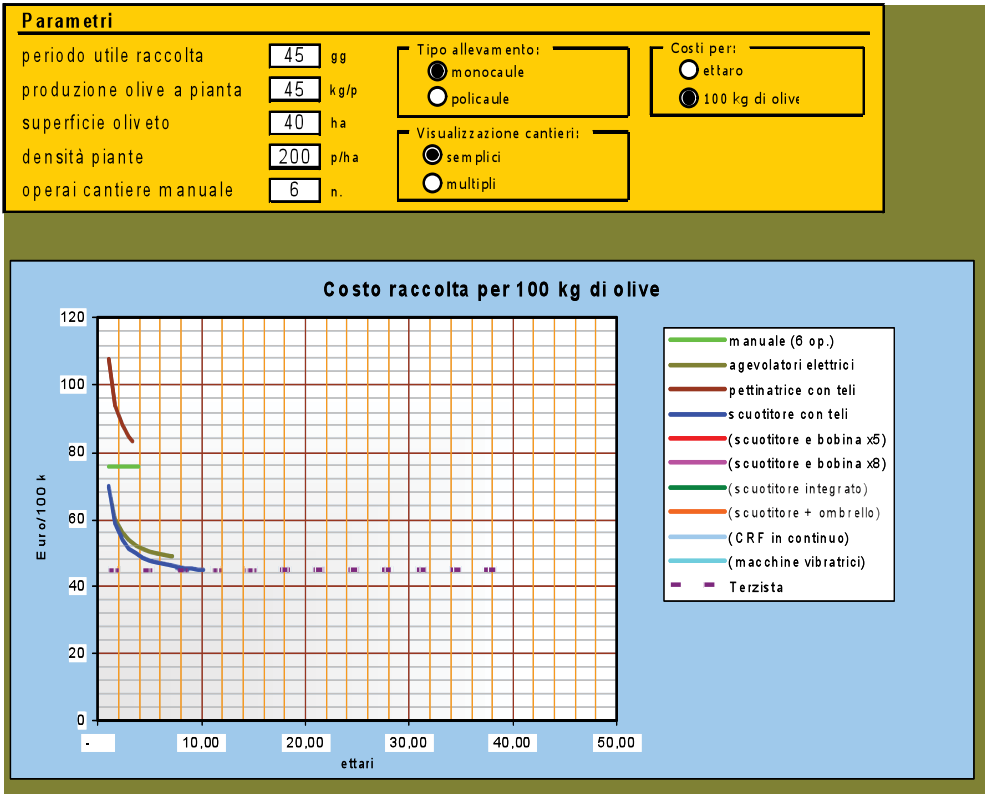 Parametri
periodo utile raccolta 45 gg
produzione olive a pianta 45 kg/p
superficie oliveto 40 ha
densità piante 200 p/ha
operai cantiere manuale 6 n.
Tipo allevamento:
monocaule
policaule
Visualizzazione cantieri:
semplici
multipli
Costi per:
ettaro
100 kg di olive
Costo raccolta per 100 kg di olive
120
100
80
60
40
20
0
Euro/100 k
- 10,00 20,00 30,00 40,00 50,00
ettari
manuale (6 op.)
agevolatori elettrici
pettinatrice con teli
scuotitore con teli
(scuotitore e bobina x5)
(scuotitore e bobina x8)
(scuotitore integrato)
(scuotitore + ombrello)
(CRF in continuo)
(macchine vibratrici)
Terzista